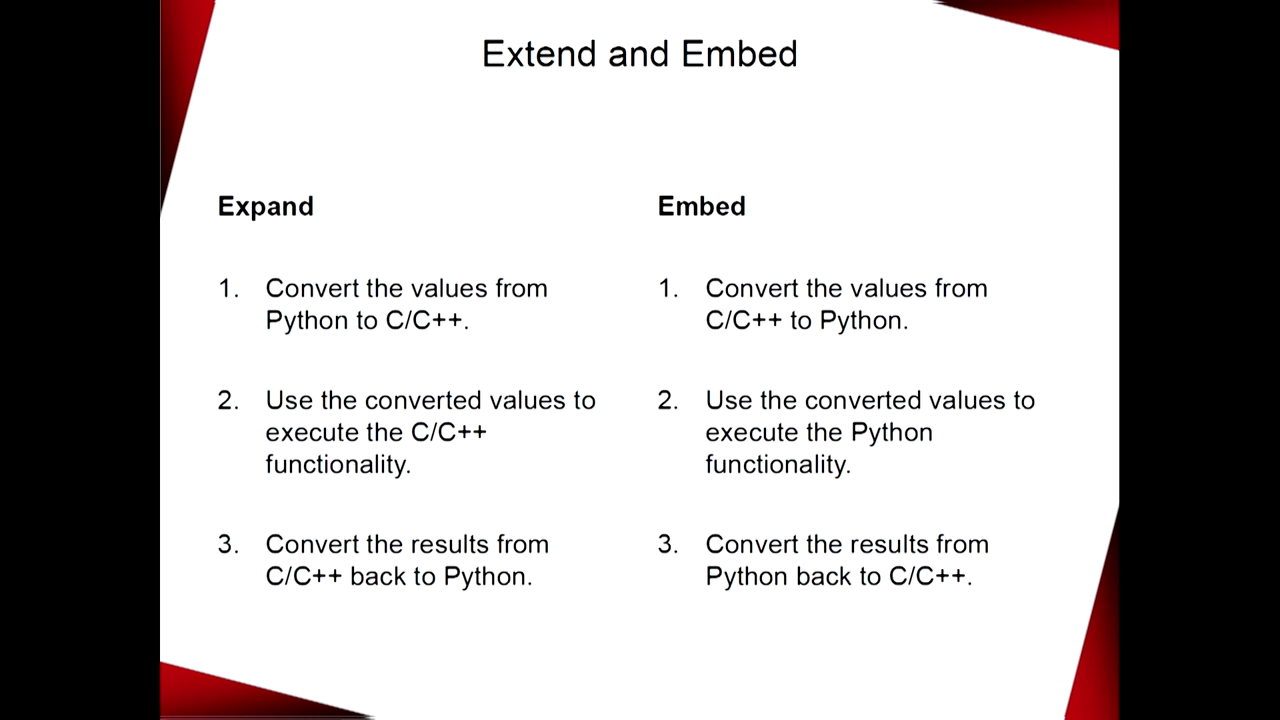 Extend and Embed
Expand
1. Convert the values from
Python to C/C++.
2. Use the converted values to
execute the C/C++
functionality.
3. Convert the results from
C/C++ back to Python.
Embed
1. Convert the values from
C/C++ to Python.
2. Use the converted values to
execute the Python
functionality.
3. Convert the results from
Python back to C/C++.